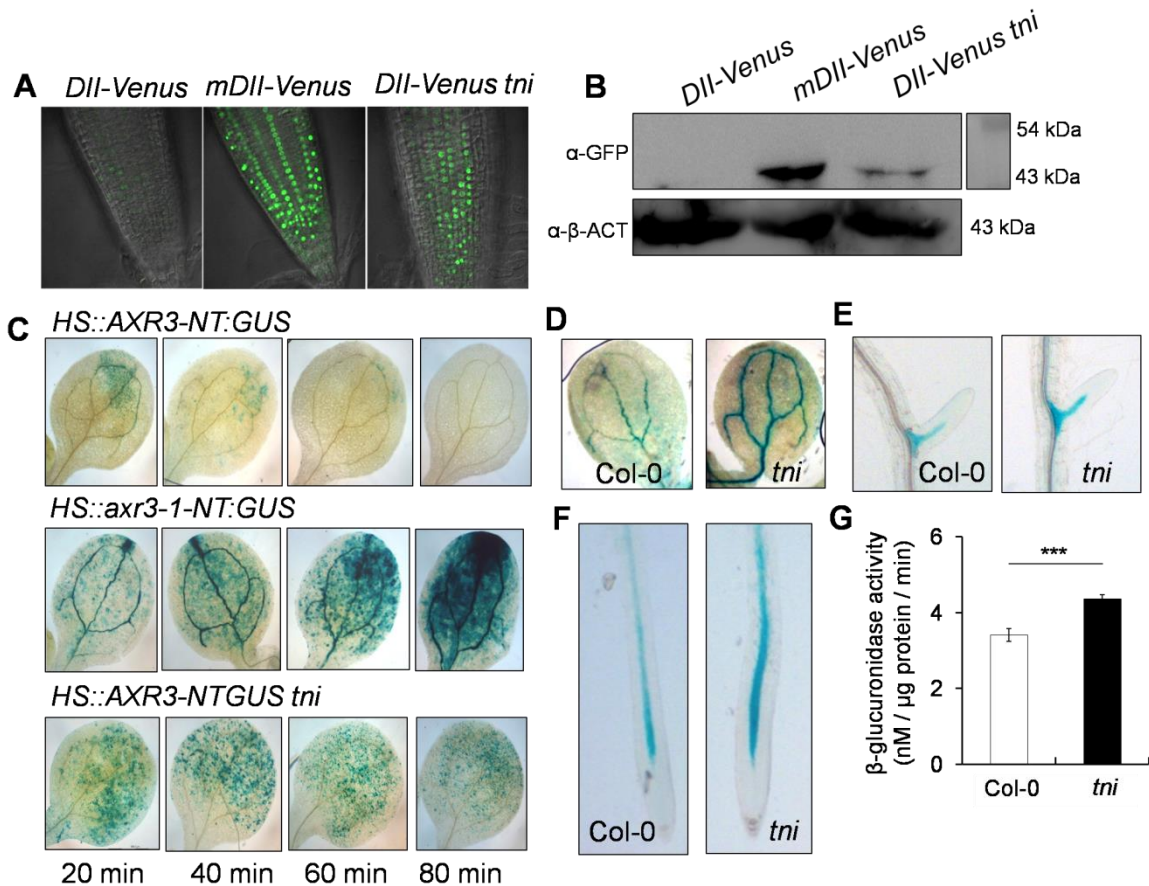 A
DII-Venus mDII-Venus DII-Venus tni
B
DII-Venus
mDII-Venus
DII-Venus tni
α-GFP
54 kDa
43 kDa
α-β-ACT
43 kDa
C
HS::AXR3-NT:GUS
HS::axr3-1-NT:GUS
HS::AXR3-NTGUS tni
20 min 40 min 60 min 80 min
D
Col-0
tni
E
Col-0
tni
F
Col-0
tni
G
β-glucuronidase activity
(nM / µg protein / min)
6
4
2
0
***
Col-0
tni